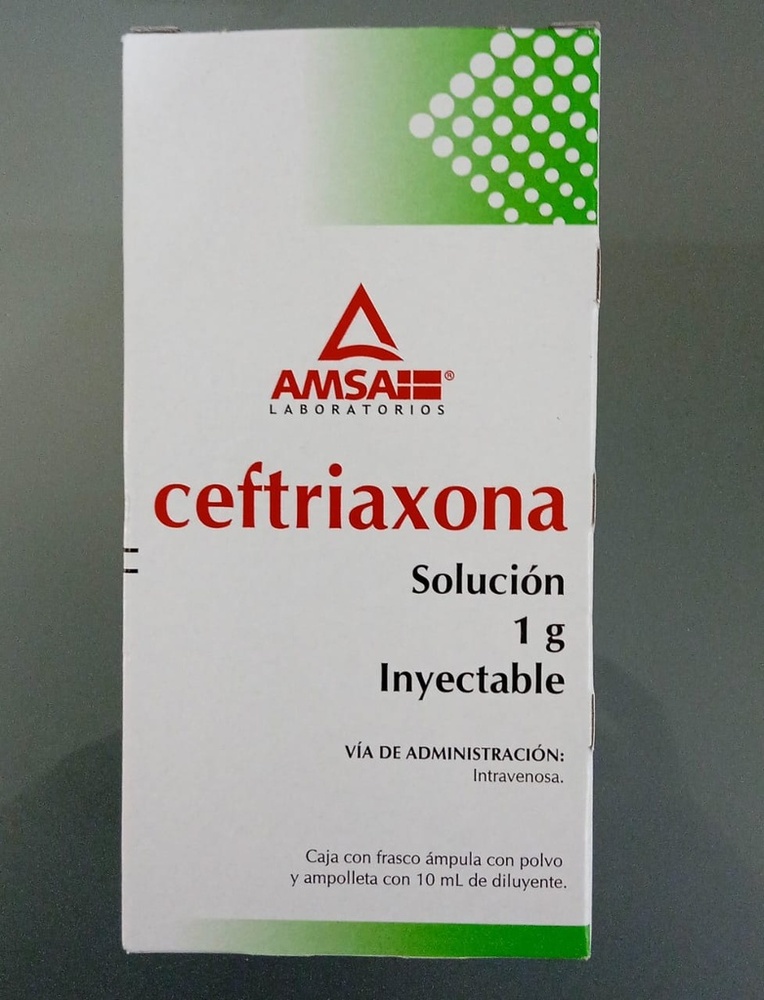 AMSA®
LABORATORIOS
ceftriaxona
Solución
1 g
Inyectable
VÍA DE ADMINISTRACIÓN:
Intravenosa.
Caja con frasco ámpula con polvo
y ampolleta con 10 mL de diluyente.